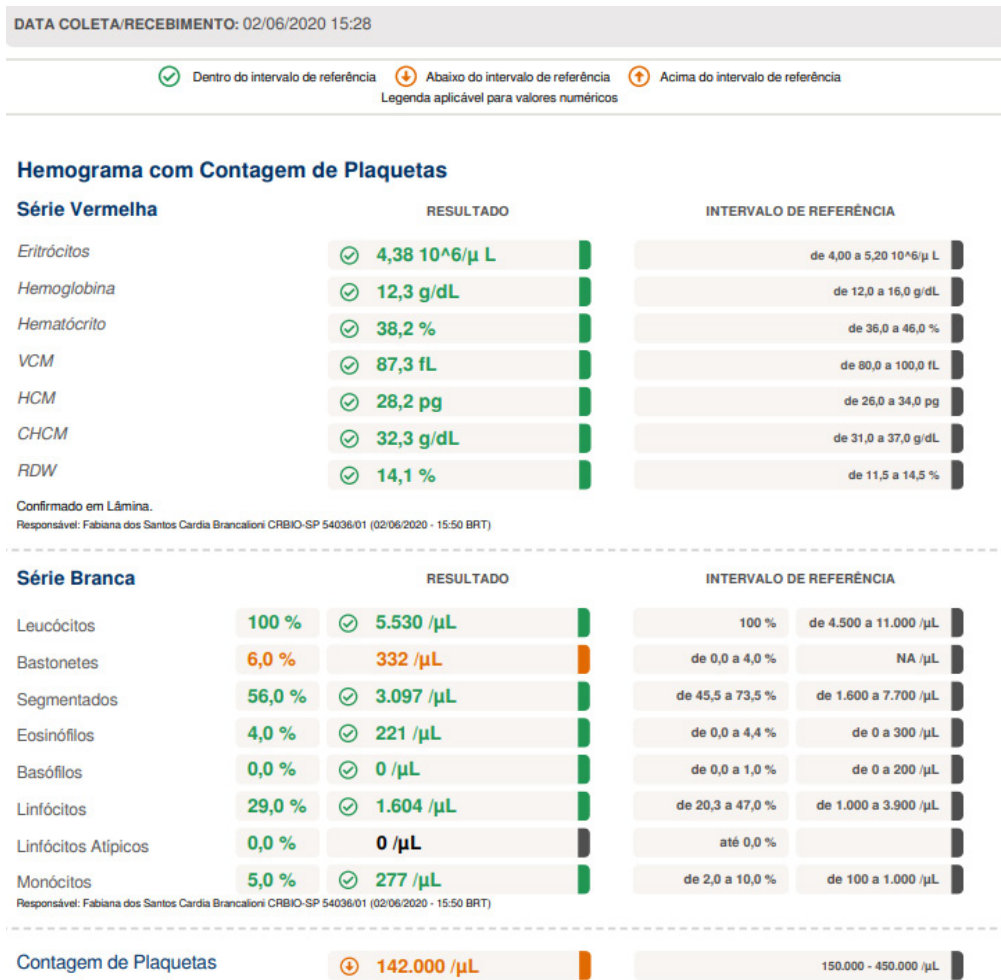 DATA COLETA/RECEBIMENTO: 02/06/2020 15:28
Dentro do intervalo de referência Abaixo do intervalo de referência Acima do intervalo de referência
Legenda aplicável para valores numéricos
Hemograma com Contagem de Plaquetas
Série Vermelha RESULTADO INTERVALO DE REFERÊNCIA
Eritrócitos 4,38 10^6/µ L de 4,00 a 5,20 10^6/µ L
Hemoglobina 12,3 g/dL de 12,0 a 16,0 g/dL
Hematócrito 38,2 % de 36,0 a 46,0 %
VCM 87,3 fL de 80,0 a 100,0 fL
HCM 28,2 pg de 26,0 a 34,0 pg
CHCM 32,3 g/dL de 31,0 a 37,0 g/dL
RDW 14,1 % de 11,5 a 14,5 %
Confirmado em Lâmina.
Responsável: Fabiana dos Santos Cardia Brancalioni CRBIO-SP 54036/01 (02/06/2020 - 15:50 BRT)
Série Branca RESULTADO INTERVALO DE REFERÊNCIA
Leucócitos 100 % 5.530 /µL 100 % de 4.500 a 11.000 /µL
Bastonetes 6,0 % 332 /µL de 0,0 a 4,0 % NA /µL
Segmentados 56,0 % 3.097 /µL de 45,5 a 73,5 % de 1.600 a 7.700 /µL
Eosinófilos 4,0 % 221 /µL de 0,0 a 4,4 % de 0 a 300 /µL
Basófilos 0,0 % 0 /µL de 0,0 a 1,0 % de 0 a 200 /µL
Linfócitos 29,0 % 1.604 /µL de 20,3 a 47,0 % de 1.000 a 3.900 /µL
Linfócitos Atípicos 0,0 % 0 /µL até 0,0 %
Monócitos 5,0 % 277 /µL de 2,0 a 10,0 % de 100 a 1.000 /µL
Responsável: Fabiana dos Santos Cardia Brancalioni CRBIO-SP 54036/01 (02/06/2020 - 15:50 BRT)
Contagem de Plaquetas 142.000 /µL 150.000 - 450.000 /µL